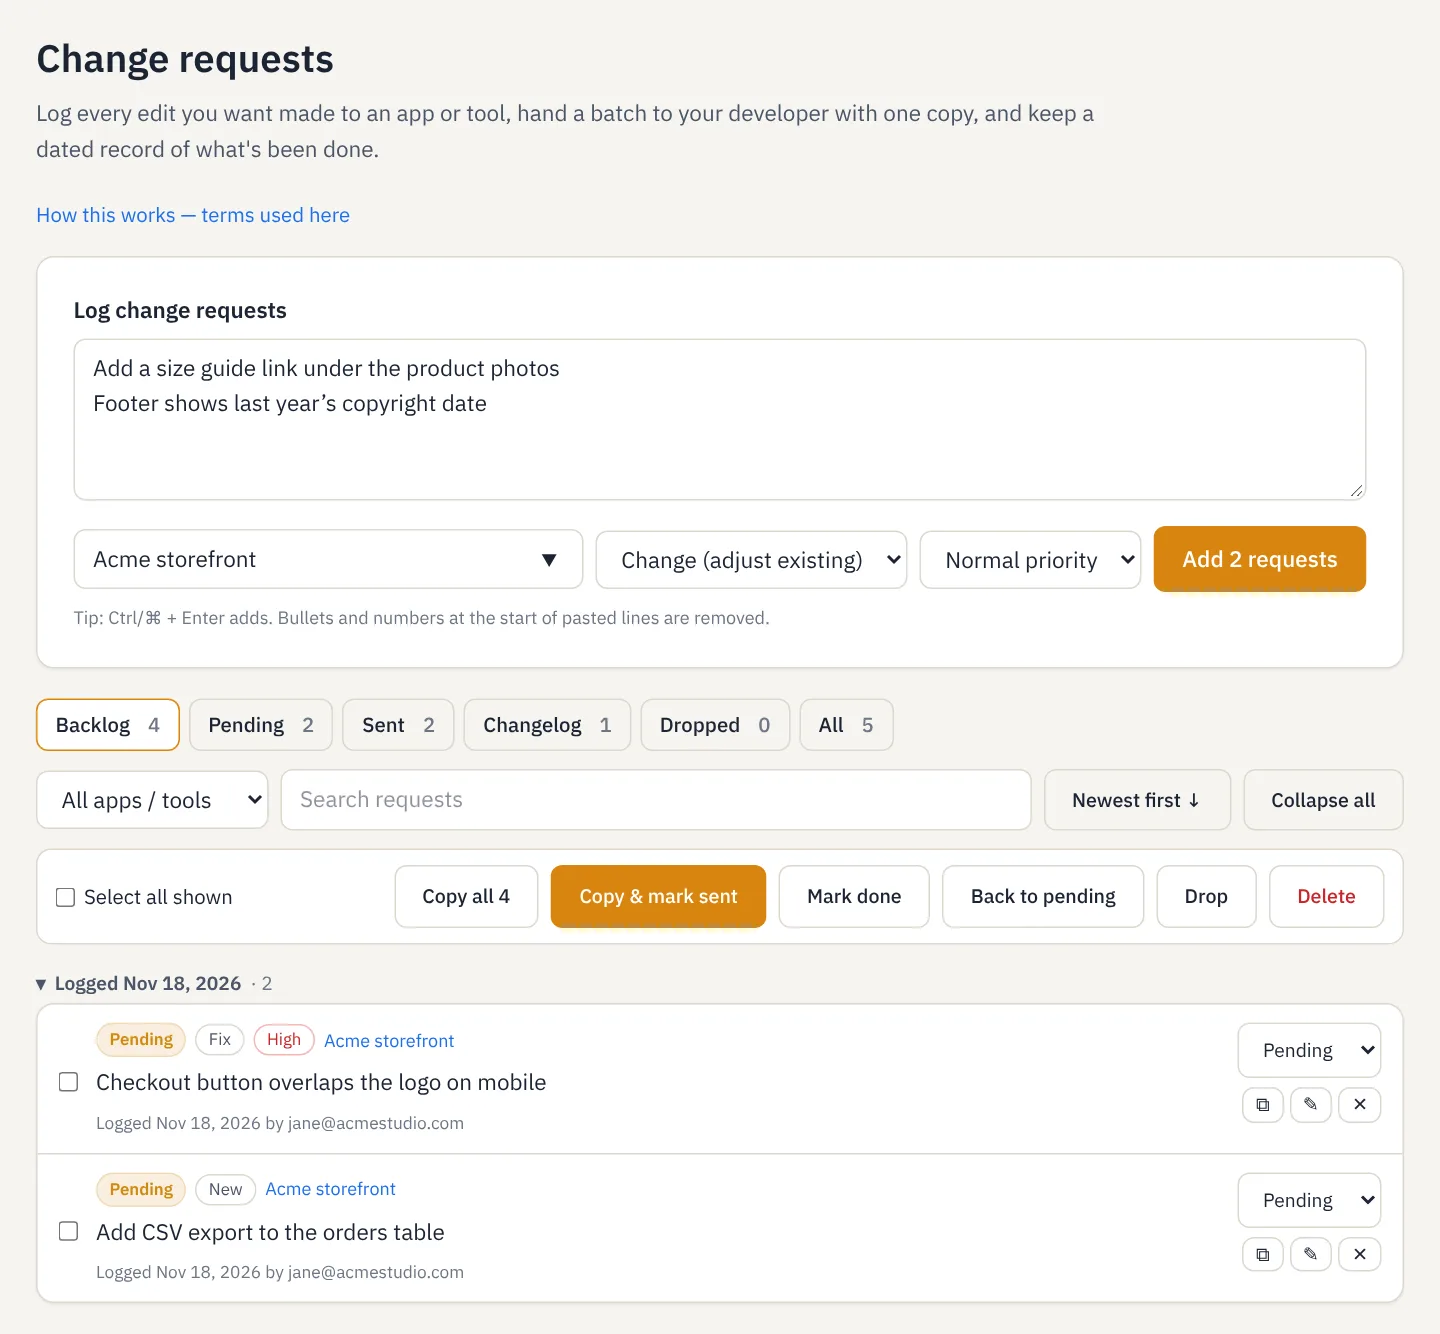 Change requests
Log every edit you want made to an app or tool, hand a batch to your developer with one copy, and keep a
dated record of what's been done.
How this works — terms used here
Log change requests
Add a size guide link under the product photos
Footer shows last year’s copyright date
Acme storefront ▼ Change (adjust existing) Normal priority Add 2 requests
Tip: Ctrl/⌘ + Enter adds. Bullets and numbers at the start of pasted lines are removed.
Backlog 4 Pending 2 Sent 2 Changelog 1 Dropped 0 All 5
All apps / tools Search requests Newest first ↓ Collapse all
Select all shown Copy all 4 Copy & mark sent Mark done Back to pending Drop Delete
▼ Logged Nov 18, 2026 · 2
Pending Fix High Acme storefront Pending
Checkout button overlaps the logo on mobile
Logged Nov 18, 2026 by jane@acmestudio.com
Pending New Acme storefront Pending
Add CSV export to the orders table
Logged Nov 18, 2026 by jane@acmestudio.com